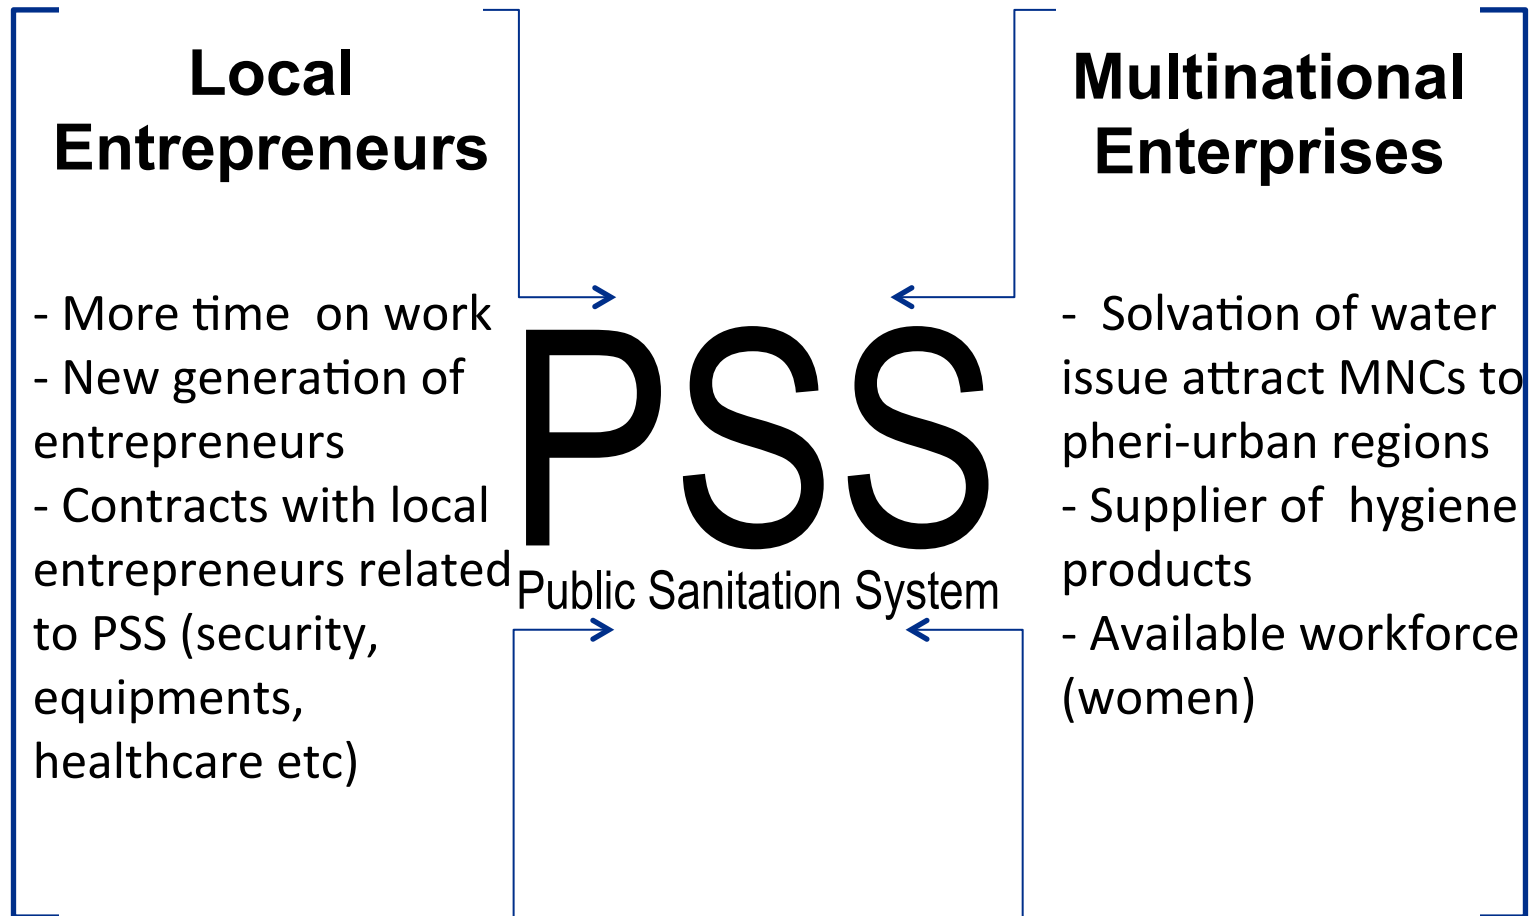 Local
Entrepreneurs
- More time  on work
- New generation of
entrepreneurs
- Contracts with local
entrepreneurs related
to PSS (security,
equipments,
healthcare etc)
PSS
Public Sanitation System
Multinational
Enterprises
-  Solvation of water
issue attract MNCs to
pheri-urban regions
- Supplier of  hygiene
products
- Available workforce
(women)